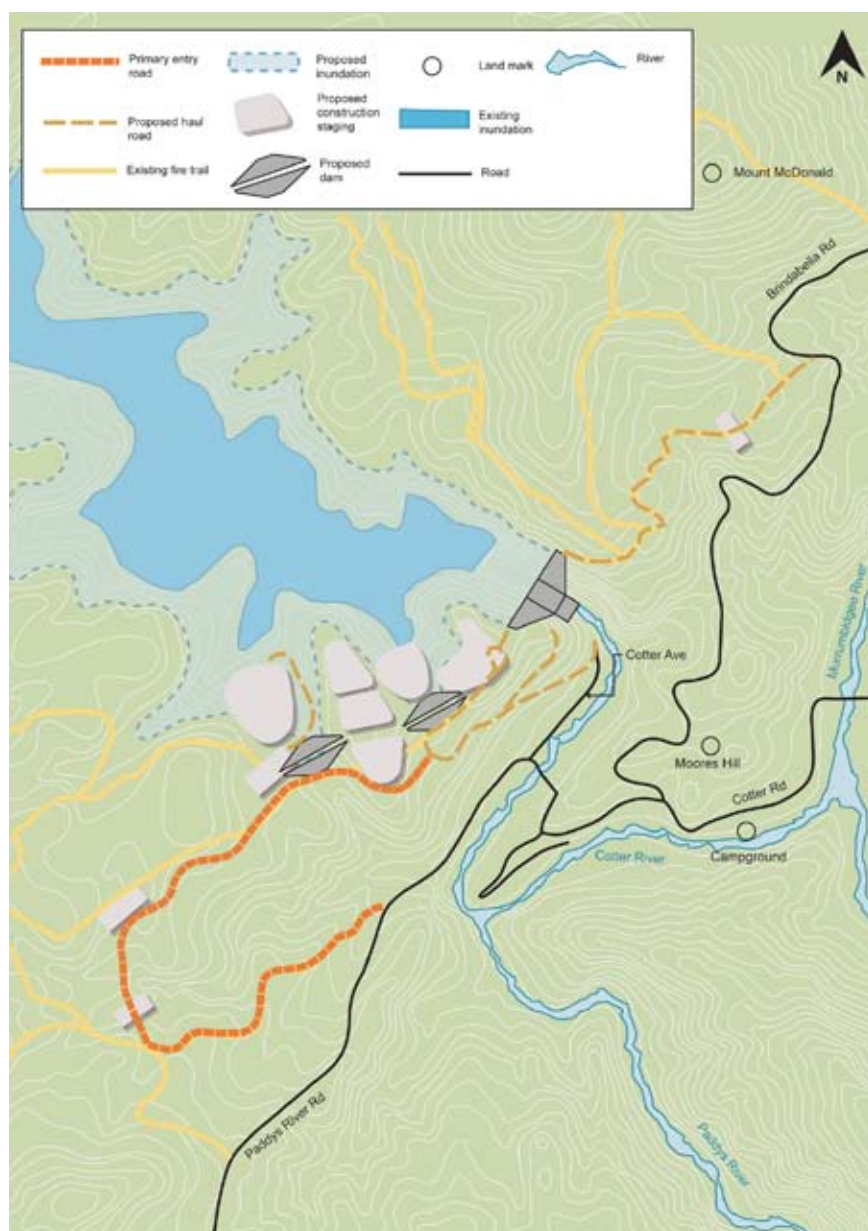 Primary entry
road
Proposed
inundation
Land mark
River
Proposed haul
road
Proposed
construction
staging
Existing
inundation
Existing fire trail
Proposed
dam
Road
N
Mount McDonald
Brindabella Rd
Murrumbidgee River
Cotter Ave
Moores Hill
Cotter Rd
Cotter River
Campground
Paddys River Rd
Paddys River